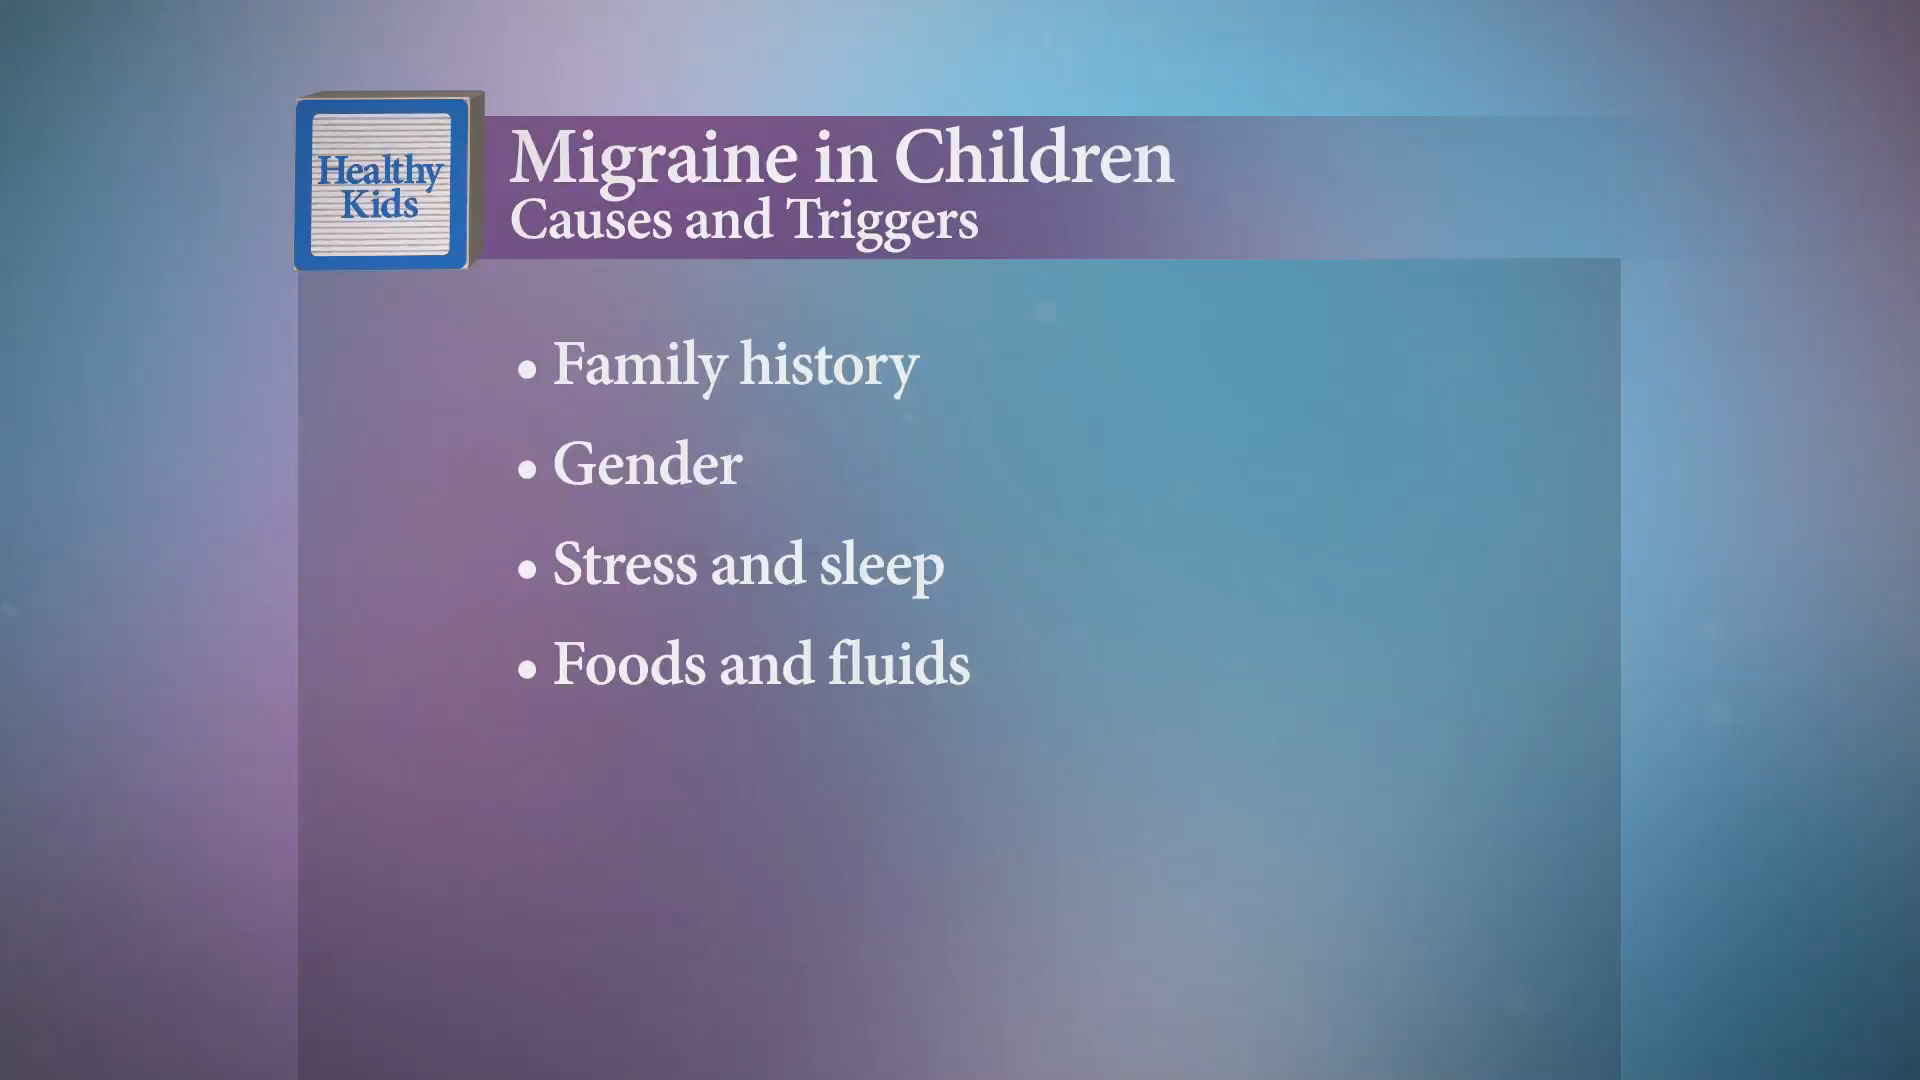 Healthy
Kids
Migraine in Children
Causes and Triggers
• Family history
• Gender
• Stress and sleep
• Foods and fluids